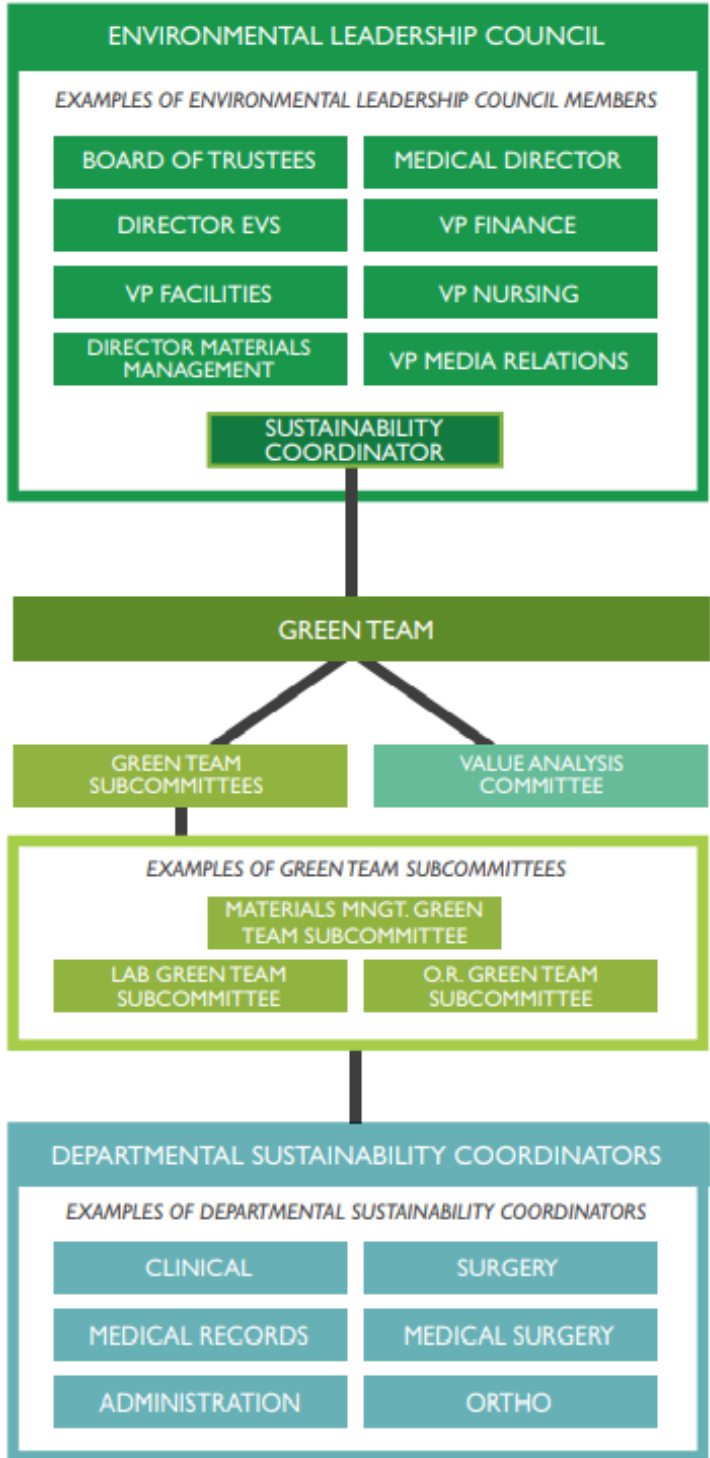 ENVIRONMENTAL LEADERSHIP COUNCIL
EXAMPLES OF ENVIRONMENTAL LEADERSHIP COUNCIL MEMBERS
BOARD OF TRUSTEES
MEDICAL DIRECTOR
DIRECTOR EVS
VP FINANCE
VP FACILITIES
VP NURSING
DIRECTOR MATERIALS
MANAGEMENT
VP MEDIA RELATIONS
SUSTAINABILITY
COORDINATOR
GREEN TEAM
GREEN TEAM
SUBCOMMITTEES
VALUE ANALYSIS
COMMITTEE
EXAMPLES OF GREEN TEAM SUBCOMMITTEES
MATERIALS MNGT. GREEN
TEAM SUBCOMMITTEE
LAB GREEN TEAM
SUBCOMMITTEE
O.R. GREEN TEAM
SUBCOMMITTEE
DEPARTMENTAL SUSTAINABILITY COORDINATORS
EXAMPLES OF DEPARTMENTAL SUSTAINABILITY COORDINATORS
CLINICAL
SURGERY
MEDICAL RECORDS
MEDICAL SURGERY
ADMINISTRATION
ORTHO